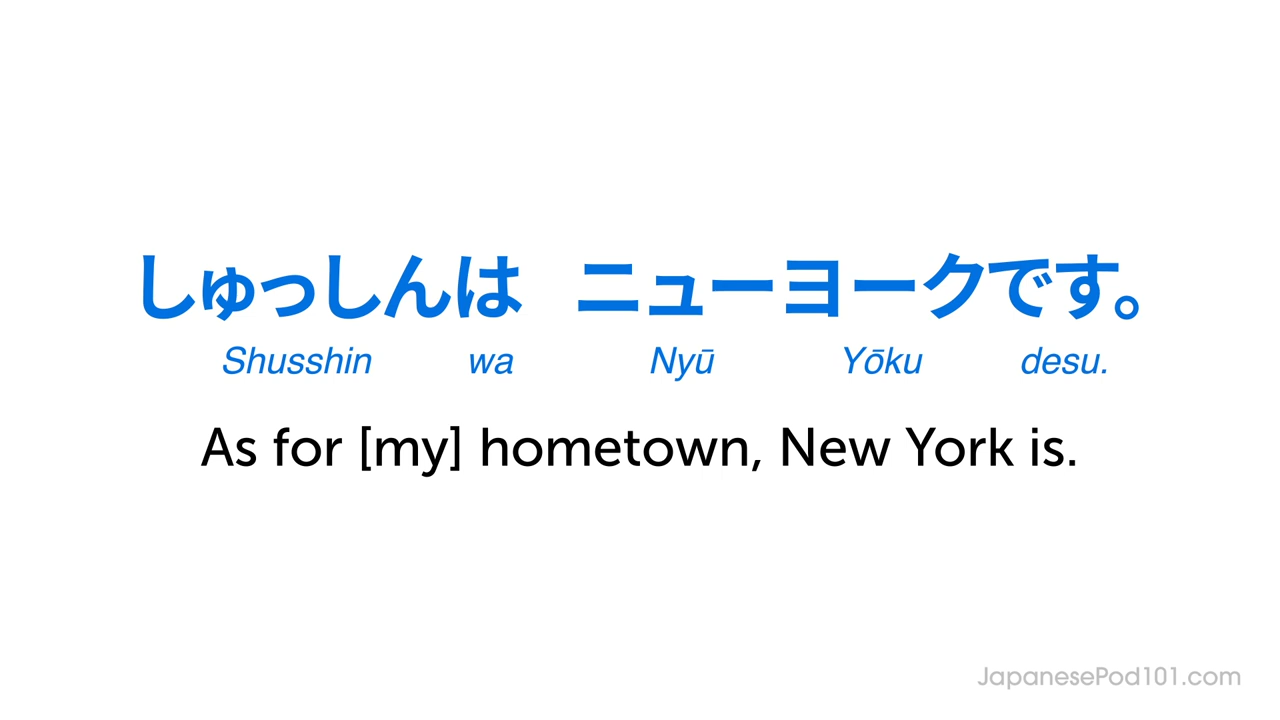 しゅっしんは ニューヨークです。
Shusshin wa Nyū Yōku desu.
As for [my] hometown, New York is.
JapanesePod101.com